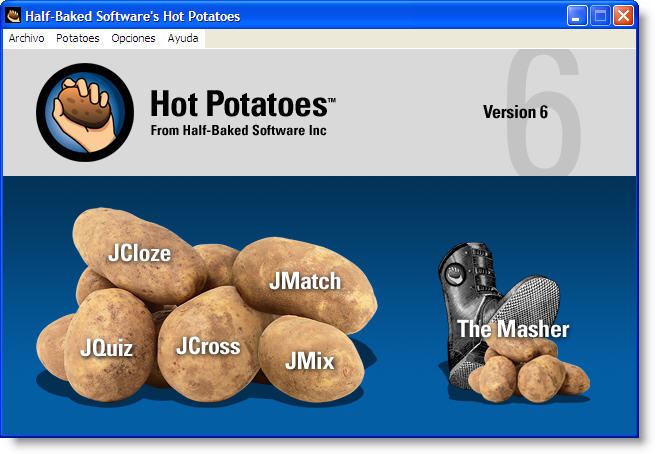 Half-Baked Software's Hot Potatoes
Archivo Potatoes Opciones Ayuda
6
Hot Potatoes™
From Half-Baked Software Inc
Version 6
JCloze
JMatch
JQuiz
JCross
JMix
The Masher